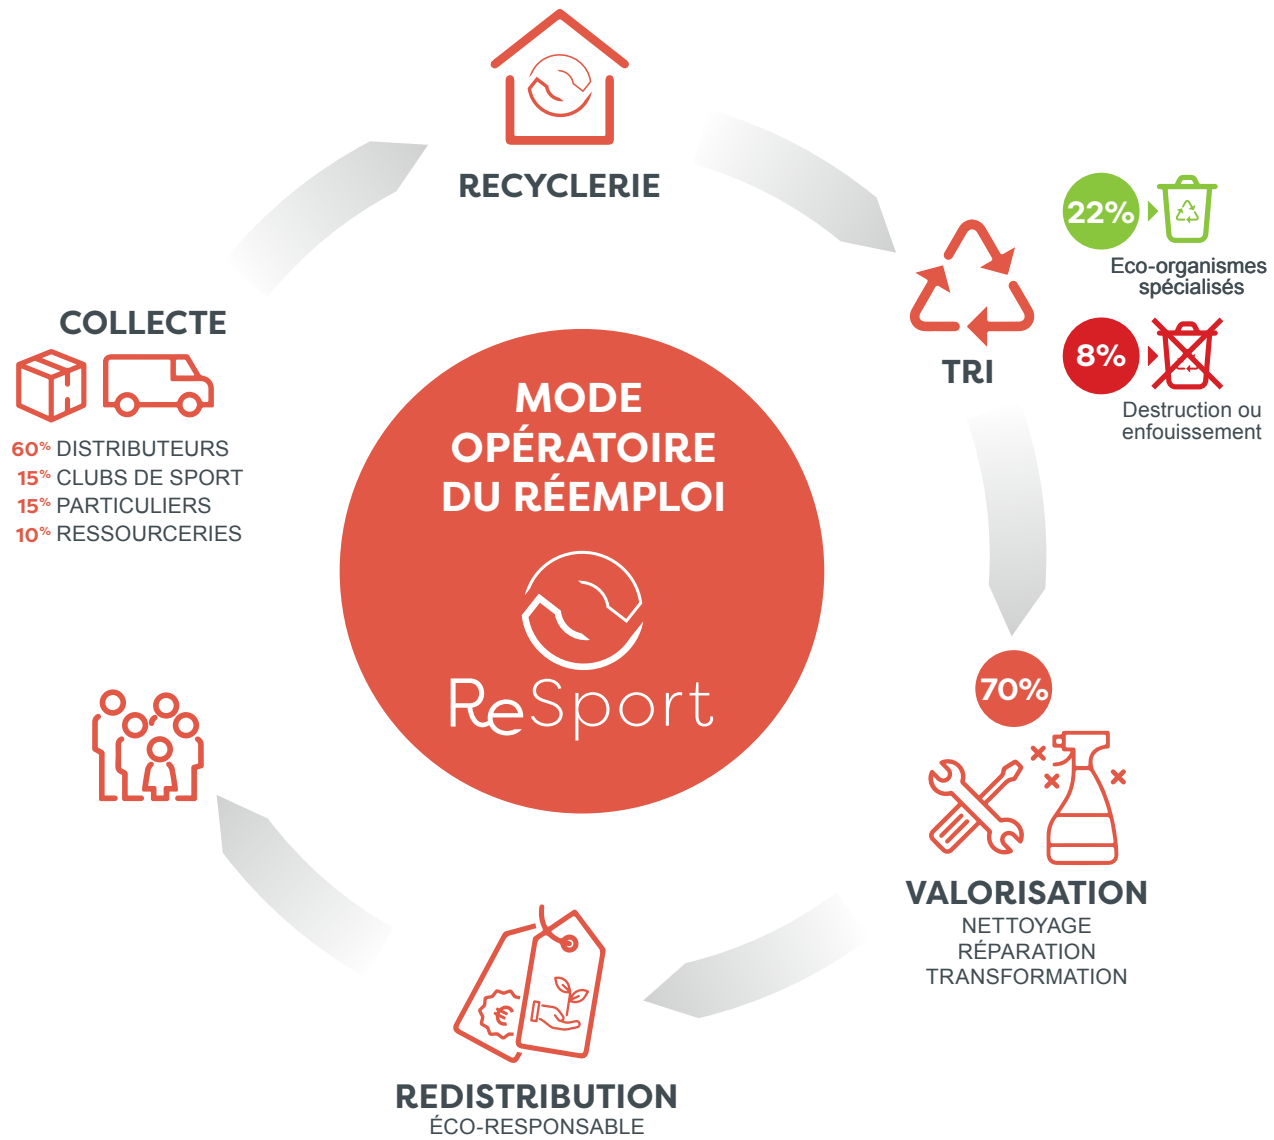 RECYCLERIE
22%
Eco-organismes
spécialisés
8%
Destruction ou
enfouissement
TRI
COLLECTE
60% DISTRIBUTEURS
15% CLUBS DE SPORT
15% PARTICULIERS
10% RESSOURCERIES
MODE
OPÉRATOIRE
DU RÉEMPLOI
ReSport
70%
VALORISATION
NETTOYAGE
RÉPARATION
TRANSFORMATION
€
REDISTRIBUTION
ÉCO-RESPONSABLE